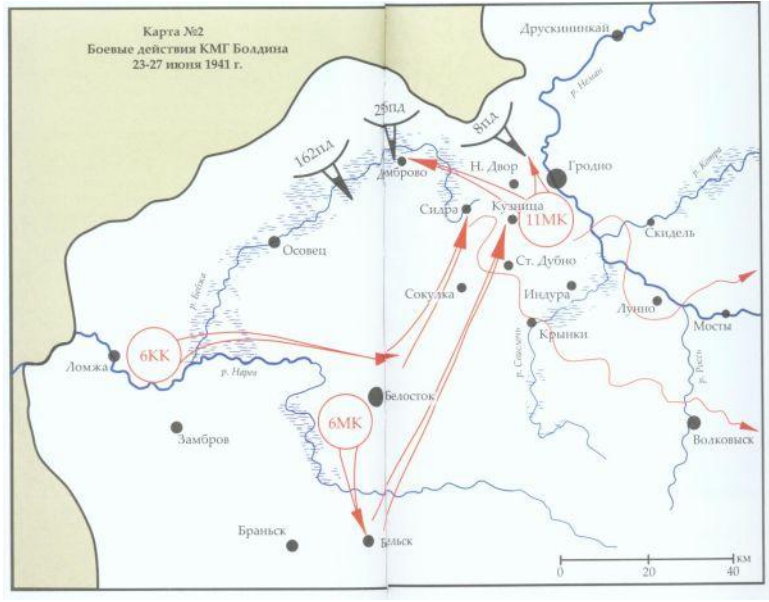 Карта №2
Боевые действия КМГ Болдина
23-27 июня 1941 г.
Друскининкай
р. Неман
25пд
8пд
162пд
Домброво
Н. Двор
Гродно
р. Котра
Сидра
Кузница
11МК
Скидель
Осовец
Ст. Дубно
р. Бобжа
Сокулка
Индура
Лунно
Мосты
6КК
Крынки
Ломжа
р. Нарев
р. Свислочь
р. Россь
Белосток
6МК
Замбров
Волковыск
Браньск
Бельск
км
0
20
40